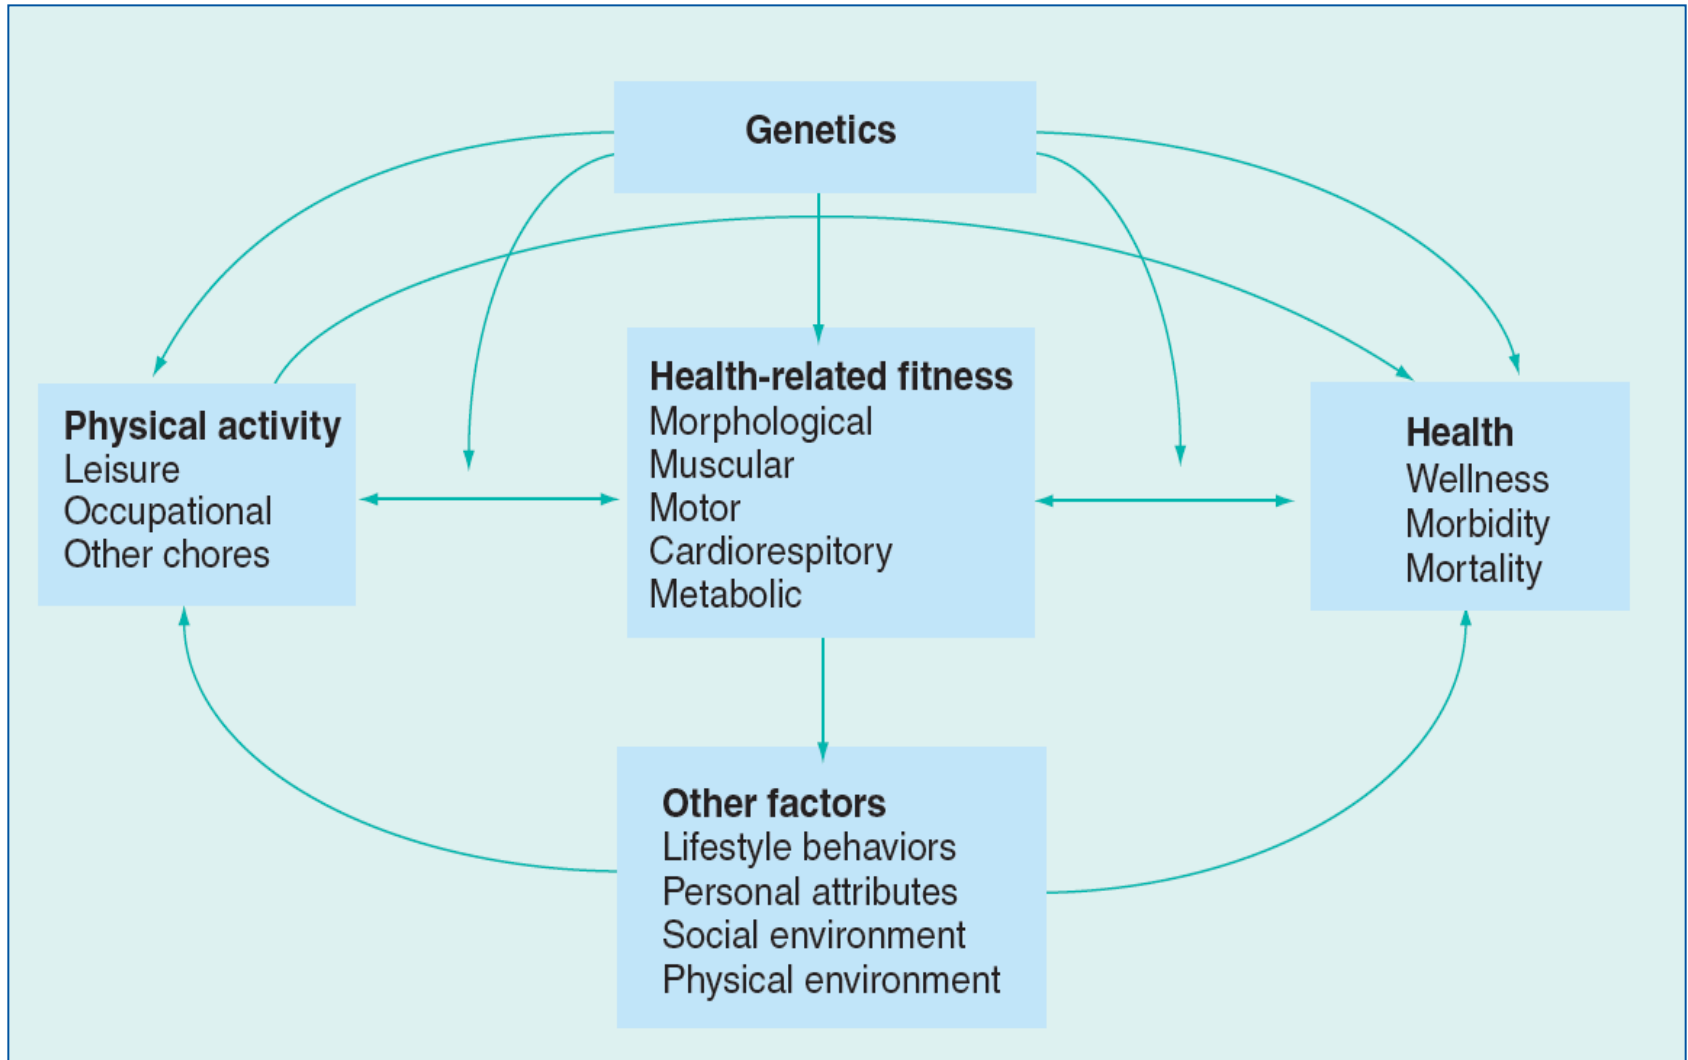 Genetics
Physical activity
Leisure
Occupational
Other chores
Health-related fitness
Morphological
Muscular
Motor
Cardiorespitory
Metabolic
Health
Wellness
Morbidity
Mortality
Other factors
Lifestyle behaviors
Personal attributes
Social environment
Physical environment